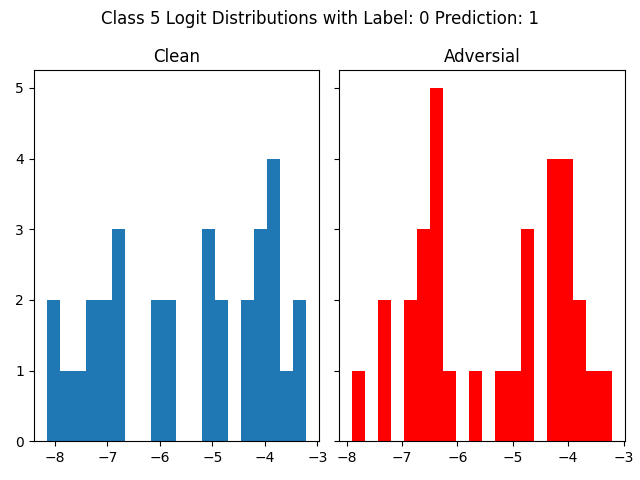 Class 5 Logit Distributions with Label: 0 Prediction: 1
Clean
Adversial
5
4
3
2
1
0
−8 −7 −6 −5 −4 −3
−8 −7 −6 −5 −4 −3